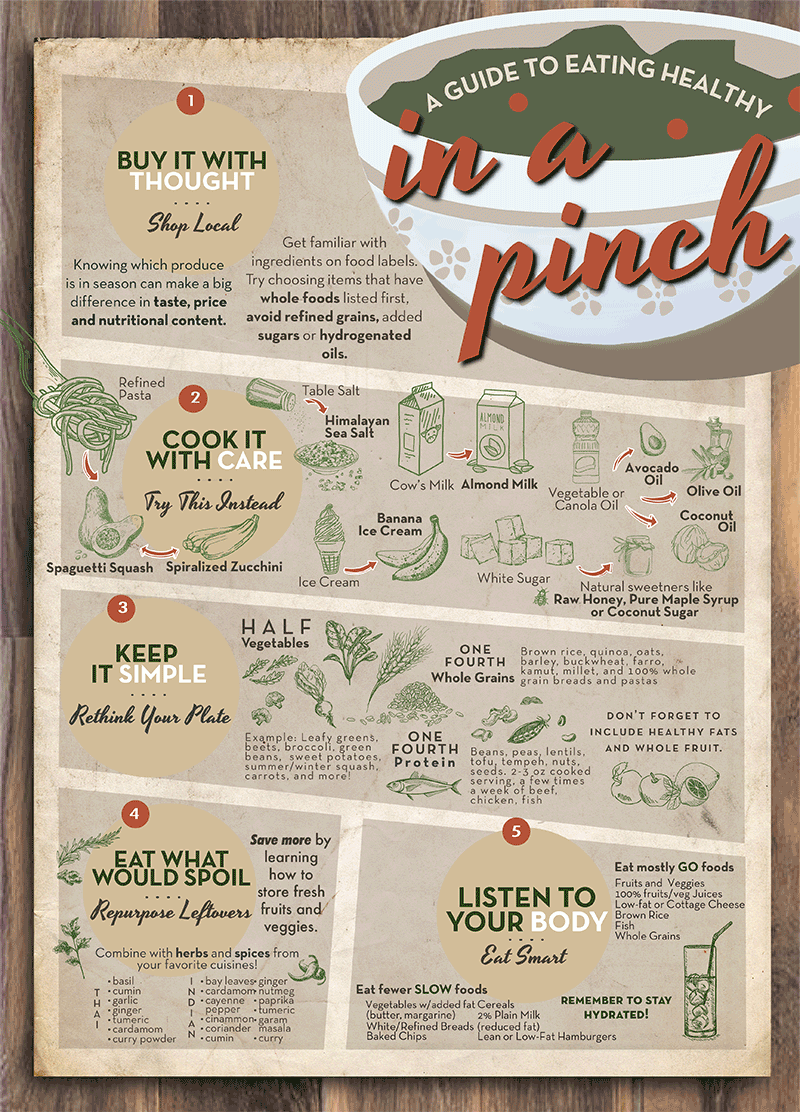 A GUIDE TO EATING HEALTHY
in a
pinch
1
BUY IT WITH
THOUGHT
Shop Local
Knowing which produce
is in season can make a big
difference in taste, price
and nutritional content.
Get familiar with
ingredients on food labels.
Try choosing items that have
whole foods listed first,
avoid refined grains, added
sugars or hydrogenated
oils.
2
COOK IT
WITH CARE
Try This Instead
Refined
Pasta
Spaguetti Squash
Spiralized Zucchini
Table Salt
Himalayan
Sea Salt
Cow's Milk
ALMOND
MILK
Almond Milk
Vegetable or
Canola Oil
Avocado
Oil
Olive Oil
Coconut
Oil
Ice Cream
Banana
Ice Cream
White Sugar
Natural sweetners like
Raw Honey, Pure Maple Syrup
or Coconut Sugar
3
KEEP
IT SIMPLE
Rethink Your Plate
HALF
Vegetables
Example: Leafy greens,
beets, broccoli, green
beans, sweet potatoes,
summer/winter squash,
carrots, and more!
ONE
FOURTH
Whole Grains
Brown rice, quinoa, oats,
barley, buckwheat, farro,
kamut, millet, and 100% whole
grain breads and pastas
ONE
FOURTH
Protein
Beans, peas, lentils,
tofu, tempeh, nuts,
seeds. 2-3 oz cooked
serving, a few times
a week of beef,
chicken, fish
DON'T FORGET TO
INCLUDE HEALTHY FATS
AND WHOLE FRUIT.
4
EAT WHAT
WOULD SPOIL
Repurpose Leftovers
Save more by
learning
how to
store fresh
fruits and
veggies.
Combine with herbs and spices from
your favorite cuisines!
THAI
• basil
• cumin
• garlic
• ginger
• tumeric
• cardamom
• curry powder
INDIAN
• bay leaves
• cardamom
• cayenne
pepper
• cinammon
• coriander
• cumin
• ginger
• nutmeg
• paprika
• tumeric
• garam
masala
• curry
5
LISTEN TO
YOUR BODY
Eat Smart
Eat mostly GO foods
Fruits and Veggies
100% fruits/veg Juices
Low-fat or Cottage Cheese
Brown Rice
Fish
Whole Grains
Eat fewer SLOW foods
Vegetables w/added fat
(butter, margarine)
White/Refined Breads
Baked Chips
Cereals
2% Plain Milk
(reduced fat)
Lean or Low-Fat Hamburgers
REMEMBER TO STAY
HYDRATED!